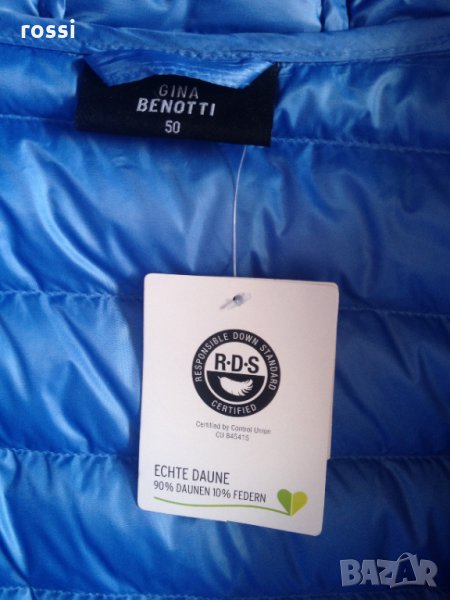 rossi
GINA
BENOTTI
50
RESPONSIBLE DOWN STANDARD
R·D·S
CERTIFIED
Certified by Control Union
CU 845415
ECHTE DAUNE
90% DAUNEN 10% FEDERN
BAZAR